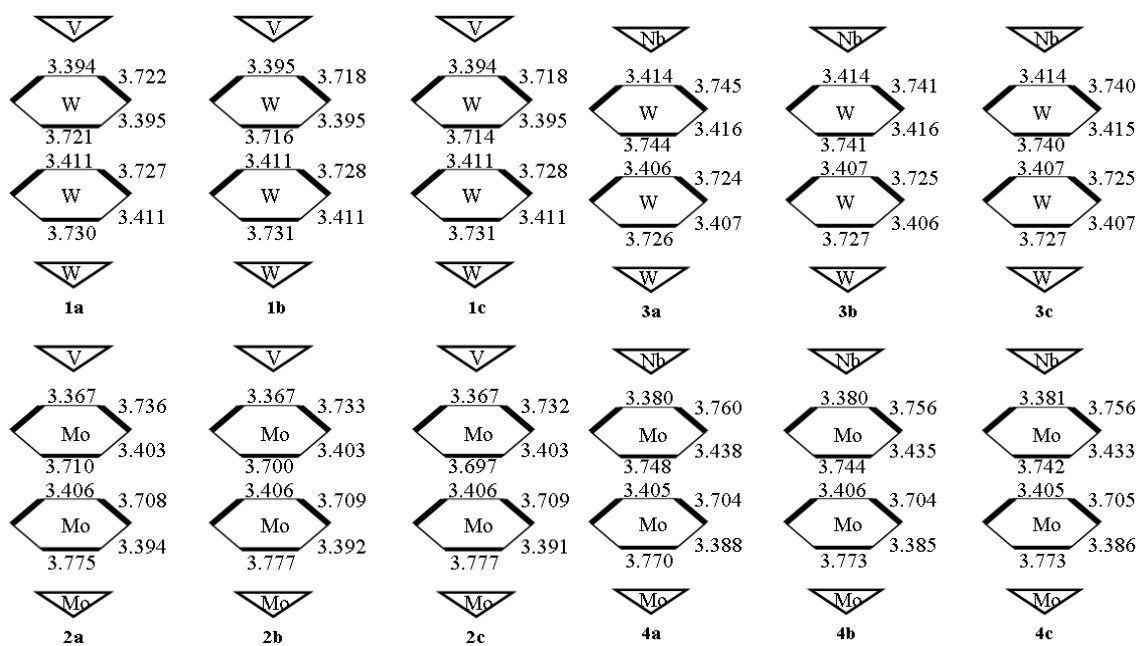 V V V Nb Nb Nb
3.394 3.722 3.395 3.718 3.394 3.718 3.414 3.745 3.414 3.741 3.414 3.740
W W W W W W
3.395 3.395 3.395 3.416 3.416 3.415
3.721 3.716 3.714 3.744 3.741 3.740
3.411 3.727 3.411 3.728 3.411 3.728 3.406 3.724 3.407 3.725 3.407 3.725
W W W W W W
3.411 3.411 3.411 3.407 3.406 3.407
3.730 3.731 3.731 3.726 3.727 3.727
W W W W W W
1a 1b 1c 3a 3b 3c
V V V Nb Nb Nb
3.367 3.736 3.367 3.733 3.367 3.732 3.380 3.760 3.380 3.756 3.381 3.756
Mo Mo Mo Mo Mo Mo
3.403 3.403 3.403 3.438 3.435 3.433
3.710 3.700 3.697 3.748 3.744 3.742
3.406 3.708 3.406 3.709 3.406 3.709 3.405 3.704 3.406 3.704 3.405 3.705
Mo Mo Mo Mo Mo Mo
3.394 3.392 3.391 3.388 3.385 3.386
3.775 3.777 3.777 3.770 3.773 3.773
Mo Mo Mo Mo Mo Mo
2a 2b 2c 4a 4b 4c